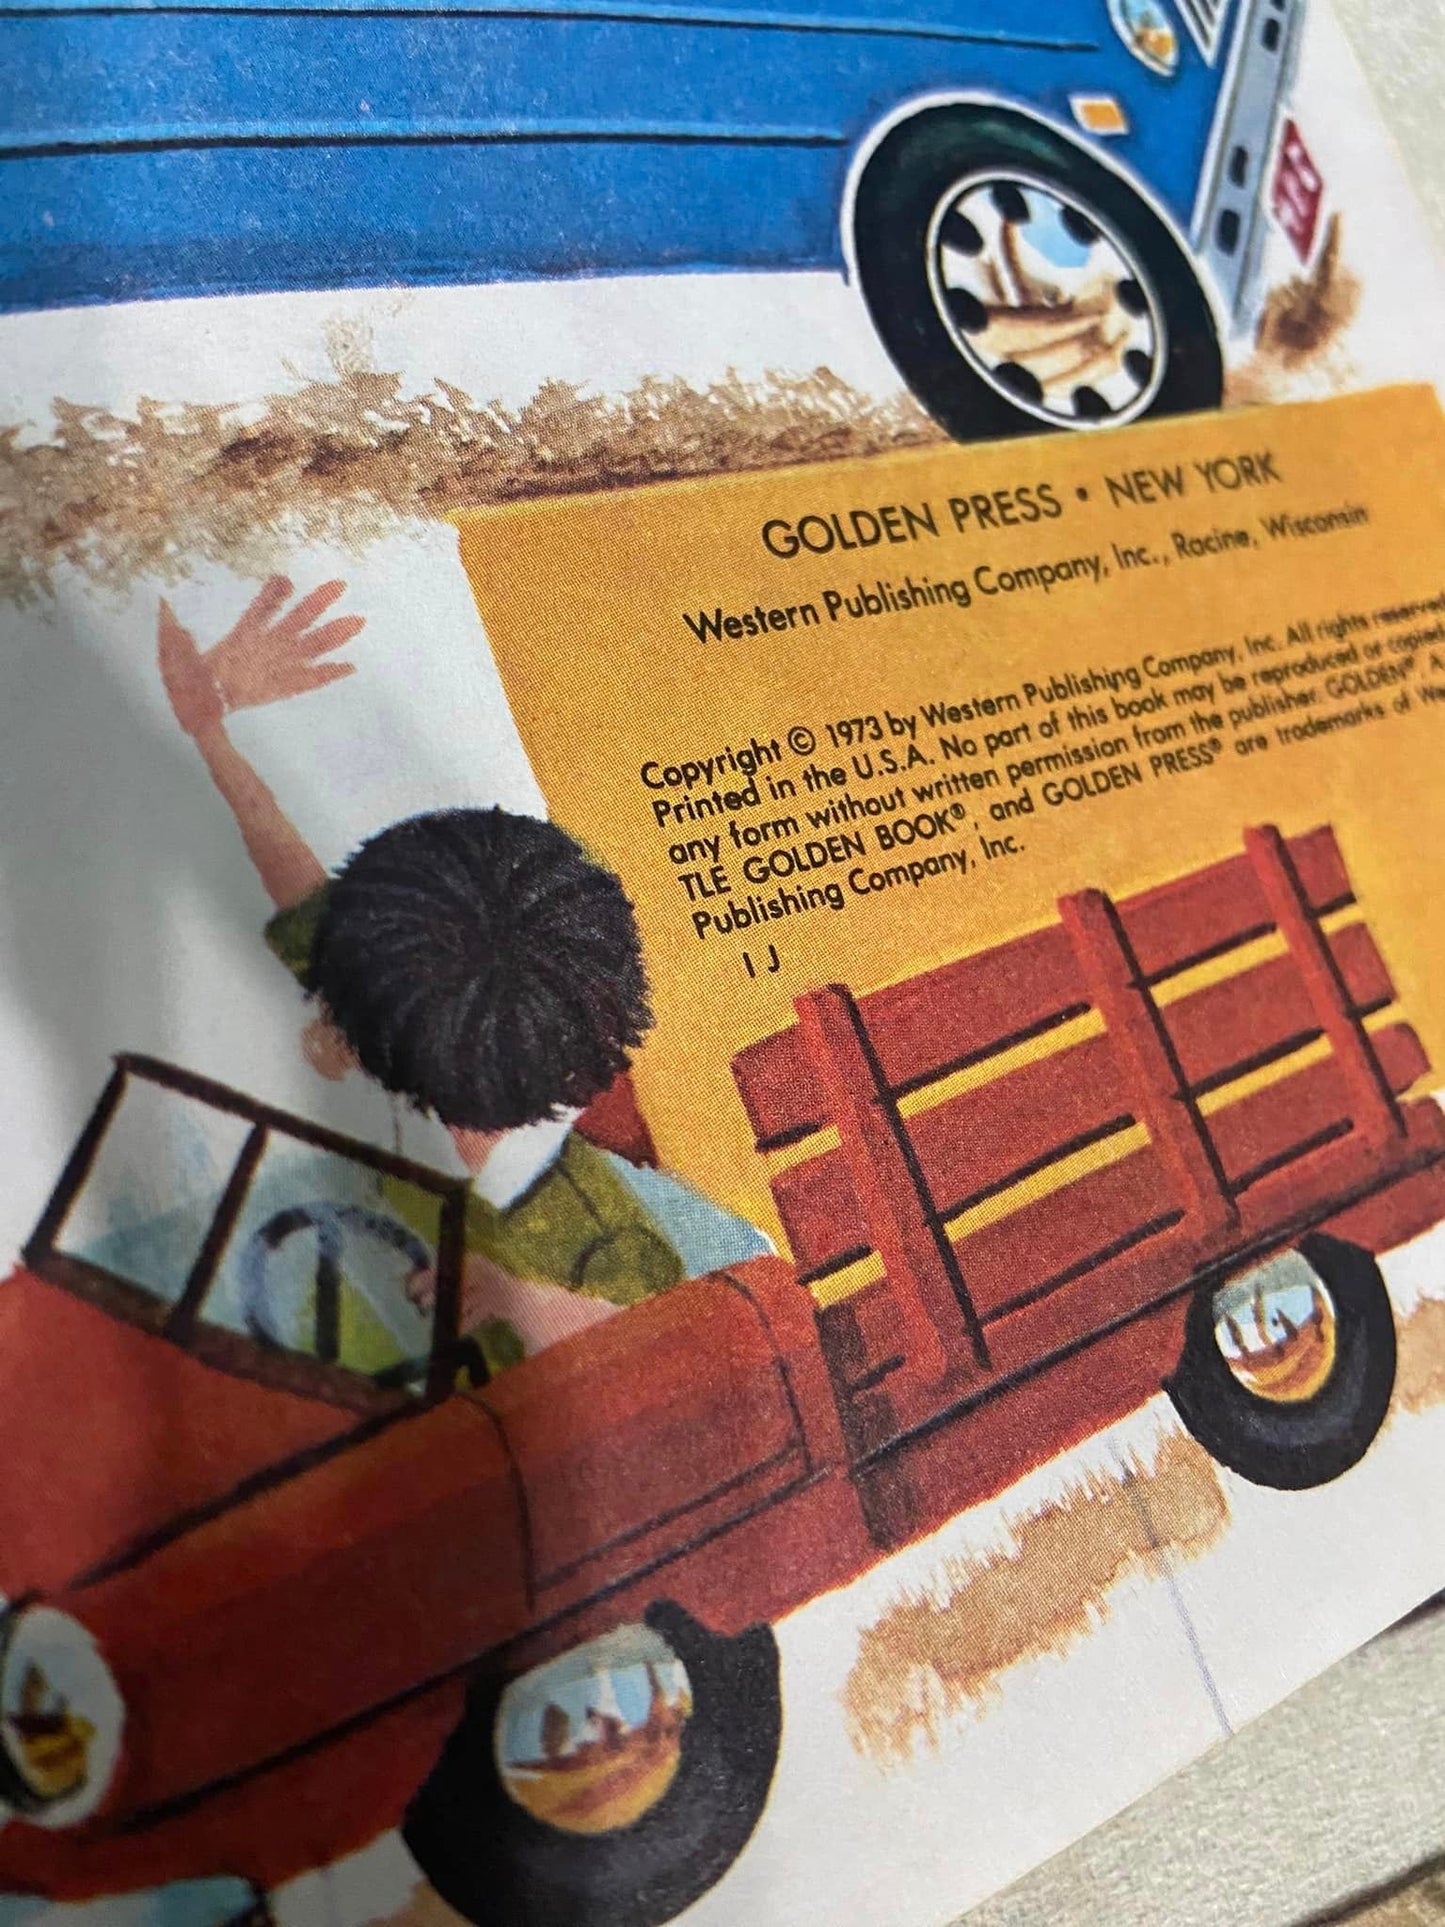 GOLDEN PRESS • NEW YORK
Western Publishing Company, Inc., Racine, Wisconsin
Copyright © 1973 by Western Publishing Company, Inc. All rights reserved
Printed in the U.S.A. No part of this book may be reproduced or copied
any form without written permission from the publisher. GOLDEN®, A
TLE GOLDEN BOOK®, and GOLDEN PRESS® are trademarks of
Publishing Company, Inc.
I J